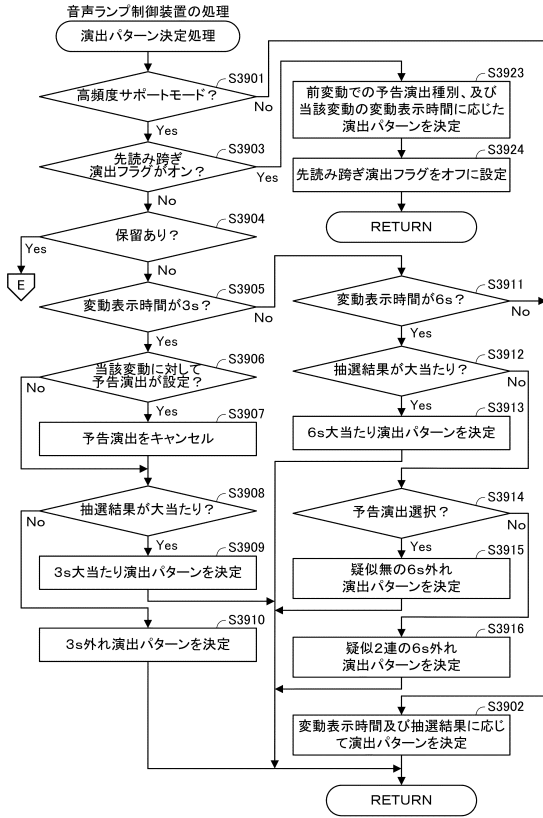 音声ランプ制御装置の処理
演出パターン決定処理
S3901
高頻度サポートモード？
No
Yes
S3903
先読み跨ぎ
演出フラグがオン？
Yes
No
S3904
保留あり？
Yes
E
No
S3905
変動表示時間が3s？
No
Yes
S3906
当該変動に対して
予告演出が設定？
No
Yes
S3907
予告演出をキャンセル
S3908
抽選結果が大当たり？
No
Yes
S3909
3s大当たり演出パターンを決定
S3910
3s外れ演出パターンを決定
S3923
前変動での予告演出種別、及び
当該変動の変動表示時間に応じた
演出パターンを決定
S3924
先読み跨ぎ演出フラグをオフに設定
RETURN
S3911
変動表示時間が6s？
No
Yes
S3912
抽選結果が大当たり？
No
Yes
S3913
6s大当たり演出パターンを決定
S3914
予告演出選択？
No
Yes
S3915
疑似無の6s外れ
演出パターンを決定
S3916
疑似2連の6s外れ
演出パターンを決定
S3902
変動表示時間及び抽選結果に応じ
て演出パターンを決定
RETURN